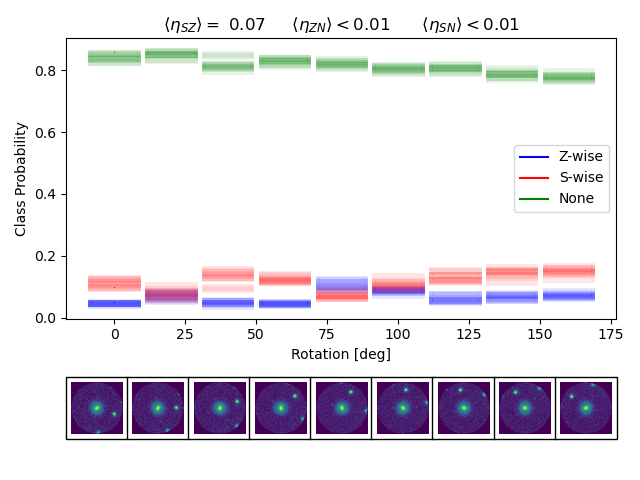 ⟨η_SZ⟩ = 0.07 ⟨η_ZN⟩ < 0.01 ⟨η_SN⟩ < 0.01
Class Probability
0.8
0.6
0.4
0.2
0.0
Z-wise
S-wise
None
0 25 50 75 100 125 150 175
Rotation [deg]